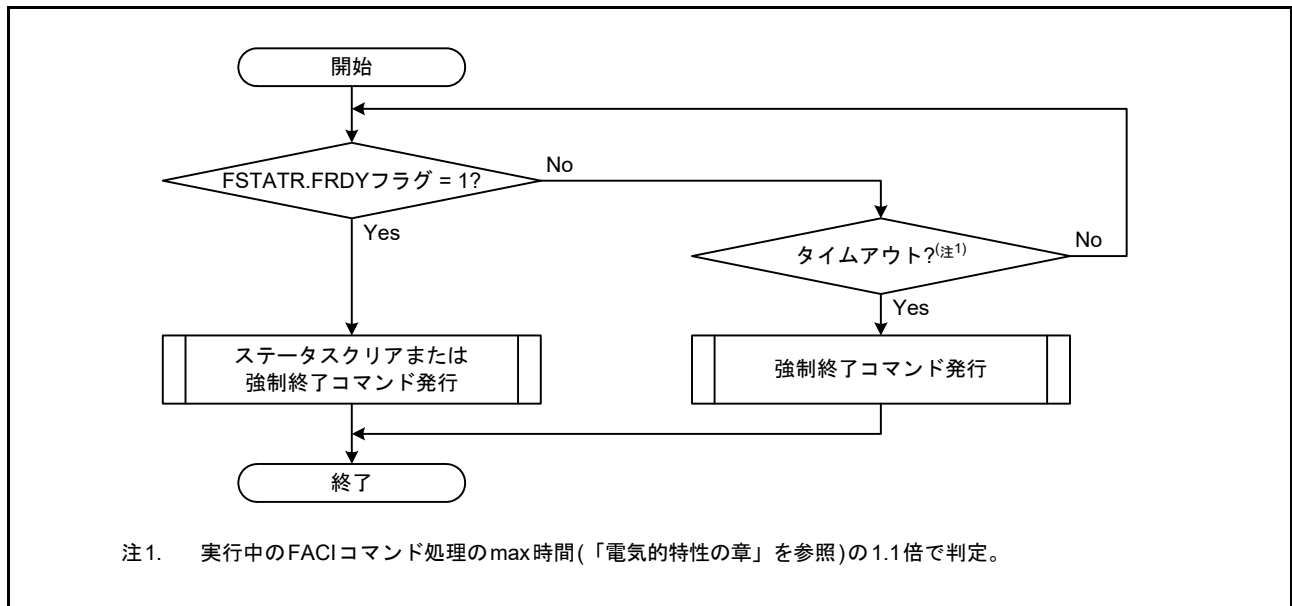 開始
FSTATR.FRDYフラグ = 1?
No
Yes
タイムアウト?(注1)
No
Yes
ステータスクリアまたは
強制終了コマンド発行
強制終了コマンド発行
終了
注1. 実行中のFACIコマンド処理のmax時間(「電気的特性の章」を参照)の1.1倍で判定。